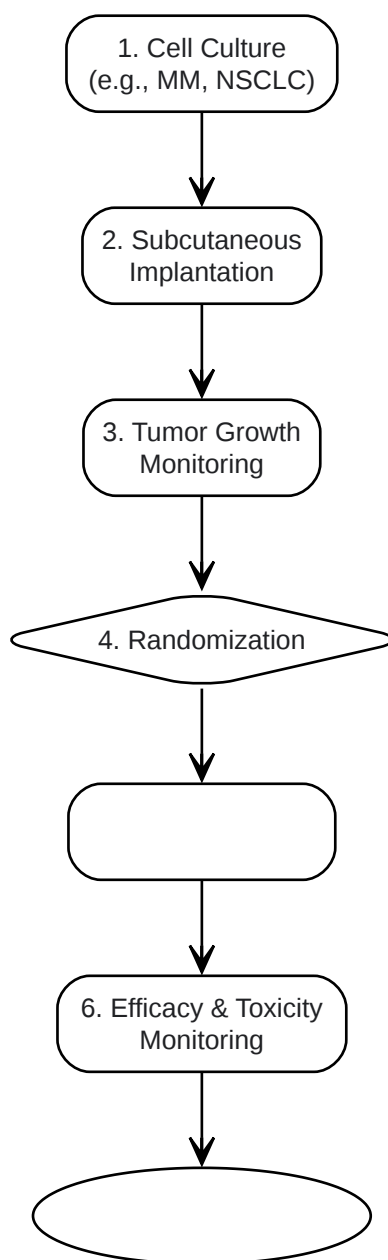 1. Cell Culture
(e.g., MM, NSCLC)
2. Subcutaneous
Implantation
3. Tumor Growth
Monitoring
4. Randomization
6. Efficacy & Toxicity
Monitoring